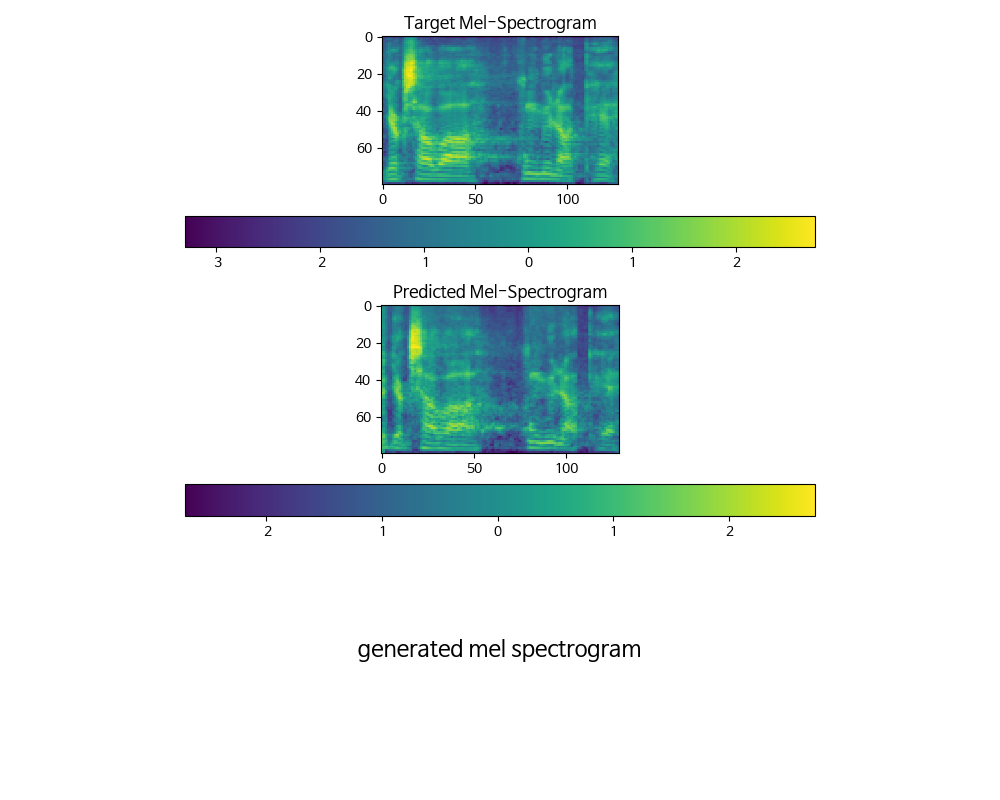 Target Mel-Spectrogram
0
20
40
60
0 50 100
3 2 1 0 1 2
Predicted Mel-Spectrogram
0
20
40
60
0 50 100
2 1 0 1 2
generated mel spectrogram